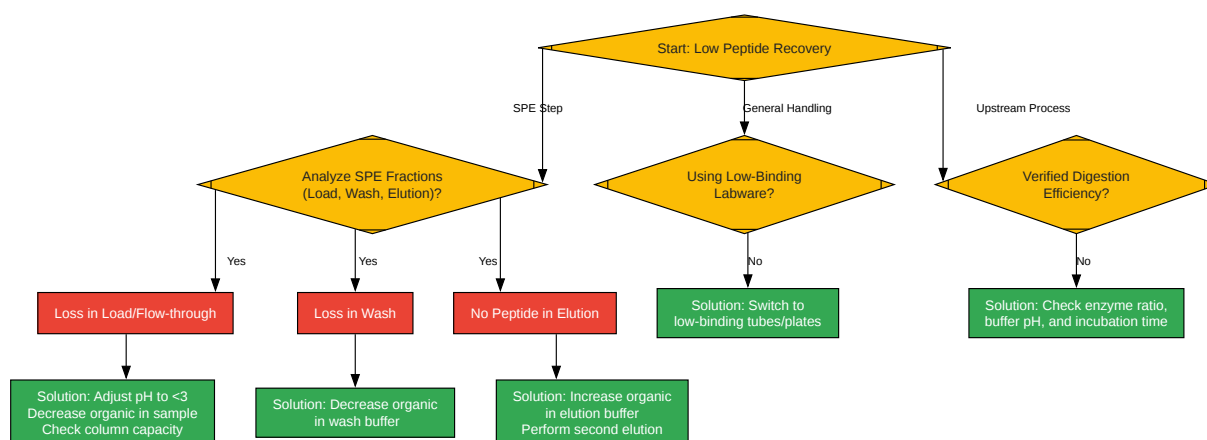 Start: Low Peptide Recovery
SPE Step
General Handling
Upstream Process
Analyze SPE Fractions
(Load, Wash, Elution)?
Using Low-Binding
Labware?
Verified Digestion
Efficiency?
Yes
Yes
Yes
No
No
Loss in Load/Flow-through
Loss in Wash
No Peptide in Elution
Solution: Switch to
low-binding tubes/plates
Solution: Check enzyme ratio,
buffer pH, and incubation time
Solution: Adjust pH to <3
Decrease organic in sample
Check column capacity
Solution: Decrease organic
in wash buffer
Solution: Increase organic
in elution buffer
Perform second elution